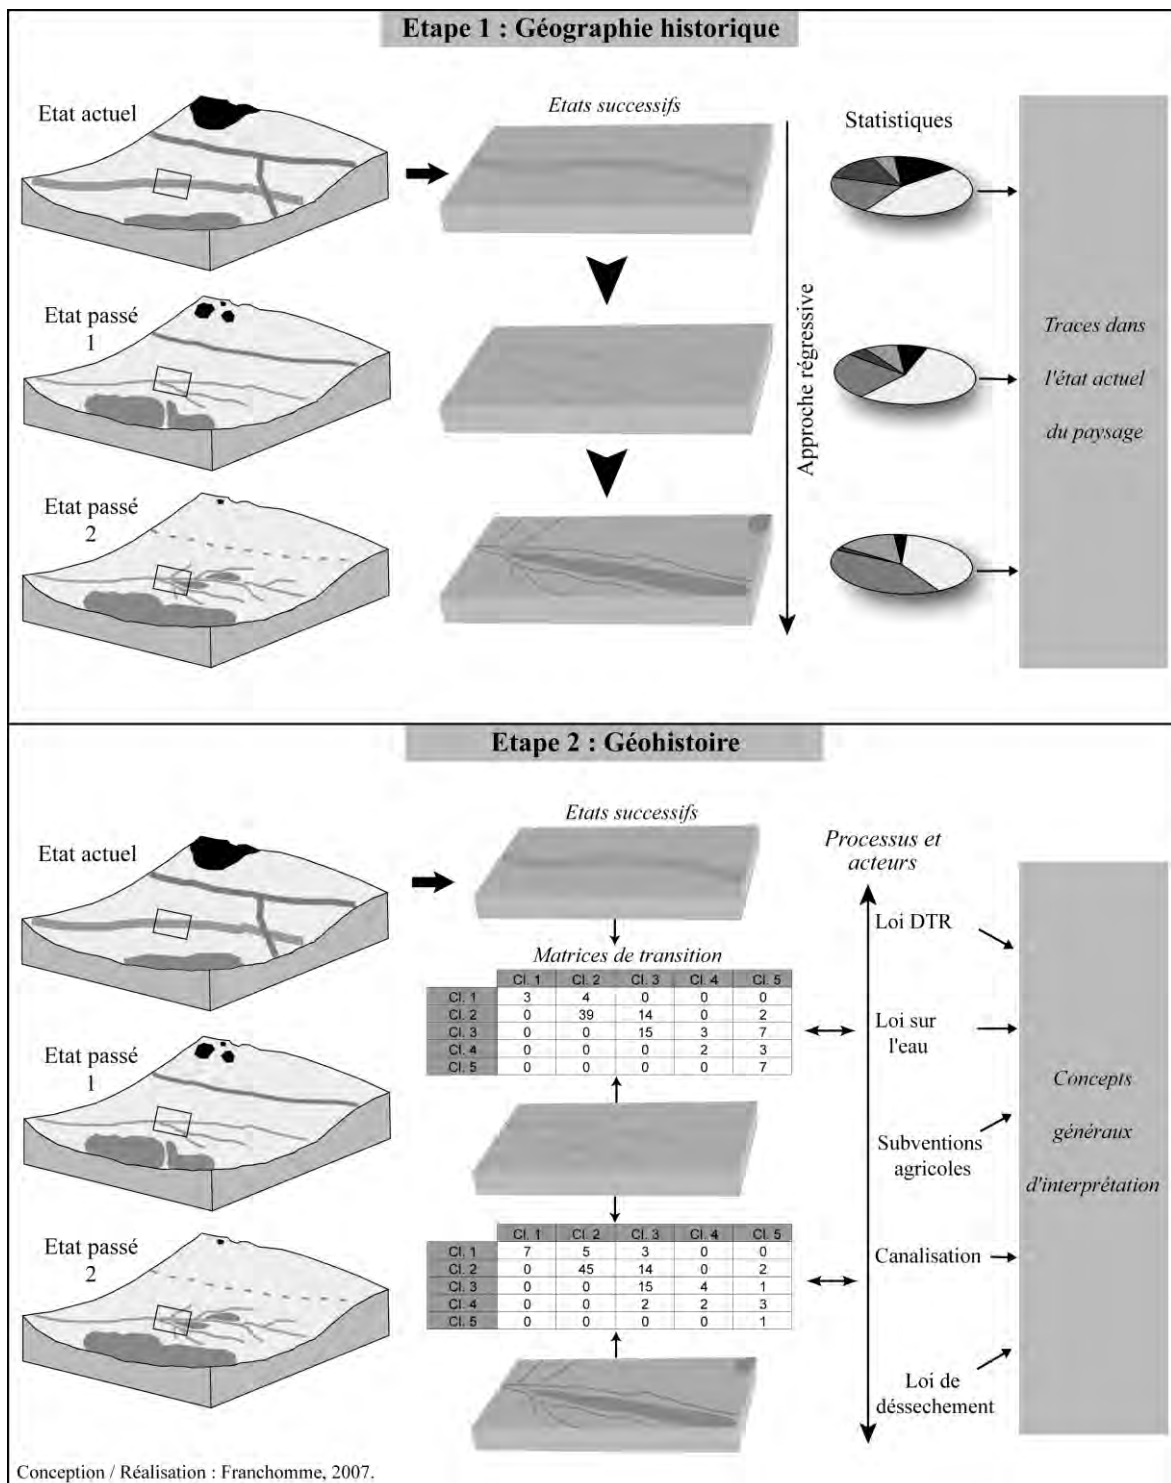 Etape 1 : Géographie historique
Etat actuel
Etats successifs
Statistiques
Etat passé
1
Etat passé
2
Approche régressive
Traces dans
l'état actuel
du paysage
Etape 2 : Géohistoire
Etat actuel
Etats successifs
Processus et
acteurs
Loi DTR
Matrices de transition
Cl. 1 Cl. 2 Cl. 3 Cl. 4 Cl. 5
Cl. 1 3 4 0 0 0
Cl. 2 0 39 14 0 2
Cl. 3 0 0 15 3 7
Cl. 4 0 0 0 2 3
Cl. 5 0 0 0 0 7
Loi sur
l'eau
Etat passé
1
Subventions
agricoles
Concepts
généraux
d'interprétation
Etat passé
2
Cl. 1 Cl. 2 Cl. 3 Cl. 4 Cl. 5
Cl. 1 7 5 3 0 0
Cl. 2 0 45 14 0 2
Cl. 3 0 0 15 4 1
Cl. 4 0 0 2 2 3
Cl. 5 0 0 0 0 1
Canalisation
Loi de
déssechement
Conception / Réalisation : Franchomme, 2007.